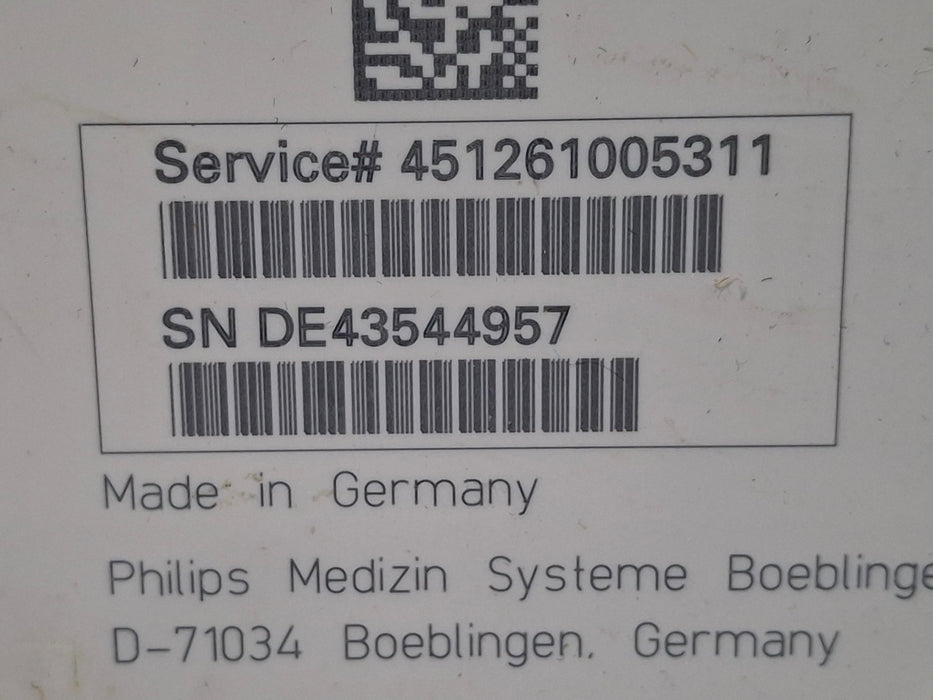 Service# 451261005311
SN DE43544957
Made in Germany
Philips Medizin Systeme Boeblinge
D-71034 Boeblingen, Germany